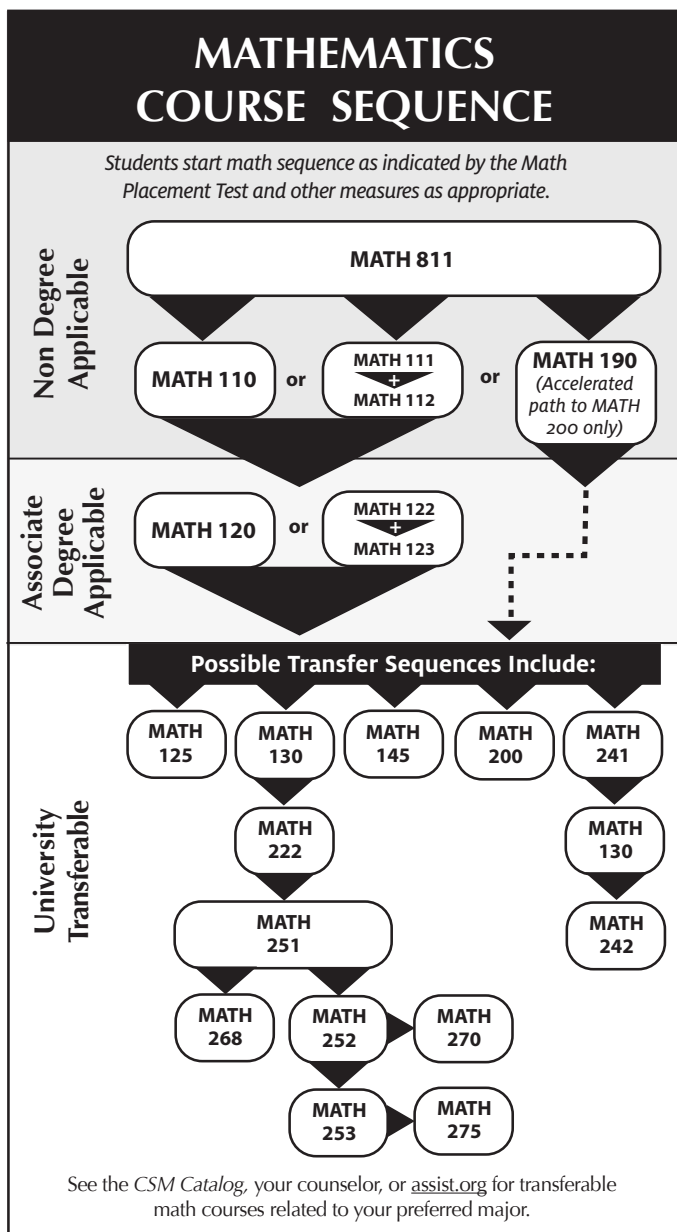 MATHEMATICS
COURSE SEQUENCE
Students start math sequence as indicated by the Math
Placement Test and other measures as appropriate.
Non Degree
Applicable
MATH 811
MATH 110
or
MATH 111
+
MATH 112
or
MATH 190
(Accelerated
path to MATH
200 only)
Associate
Degree
Applicable
MATH 120
or
MATH 122
+
MATH 123
Possible Transfer Sequences Include:
University
Transferable
MATH
125
MATH
130
MATH
145
MATH
200
MATH
241
MATH
222
MATH
130
MATH
251
MATH
242
MATH
268
MATH
252
MATH
270
MATH
253
MATH
275
See the CSM Catalog, your counselor, or assist.org for transferable
math courses related to your preferred major.